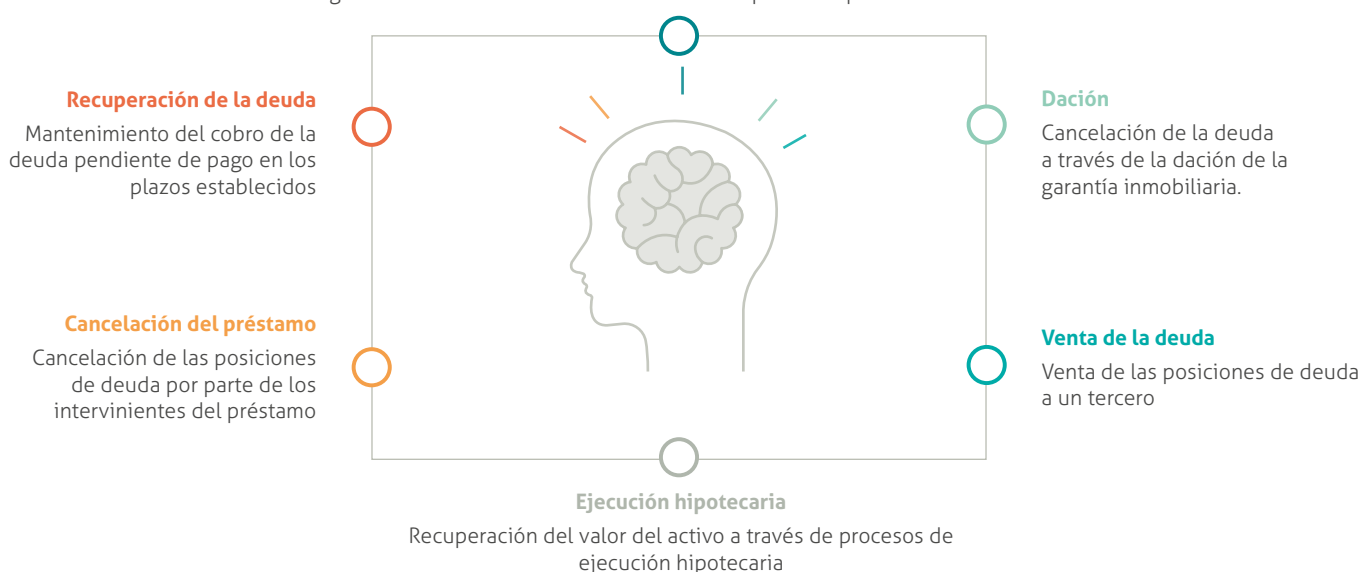 Recuperación de la deuda
Mantenimiento del cobro de la
deuda pendiente de pago en los
plazos establecidos
Dación
Cancelación de la deuda
a través de la dación de la
garantía inmobiliaria.
Cancelación del préstamo
Cancelación de las posiciones
de deuda por parte de los
intervinientes del préstamo
Venta de la deuda
Venta de las posiciones de deuda
a un tercero
Ejecución hipotecaria
Recuperación del valor del activo a través de procesos de
ejecución hipotecaria